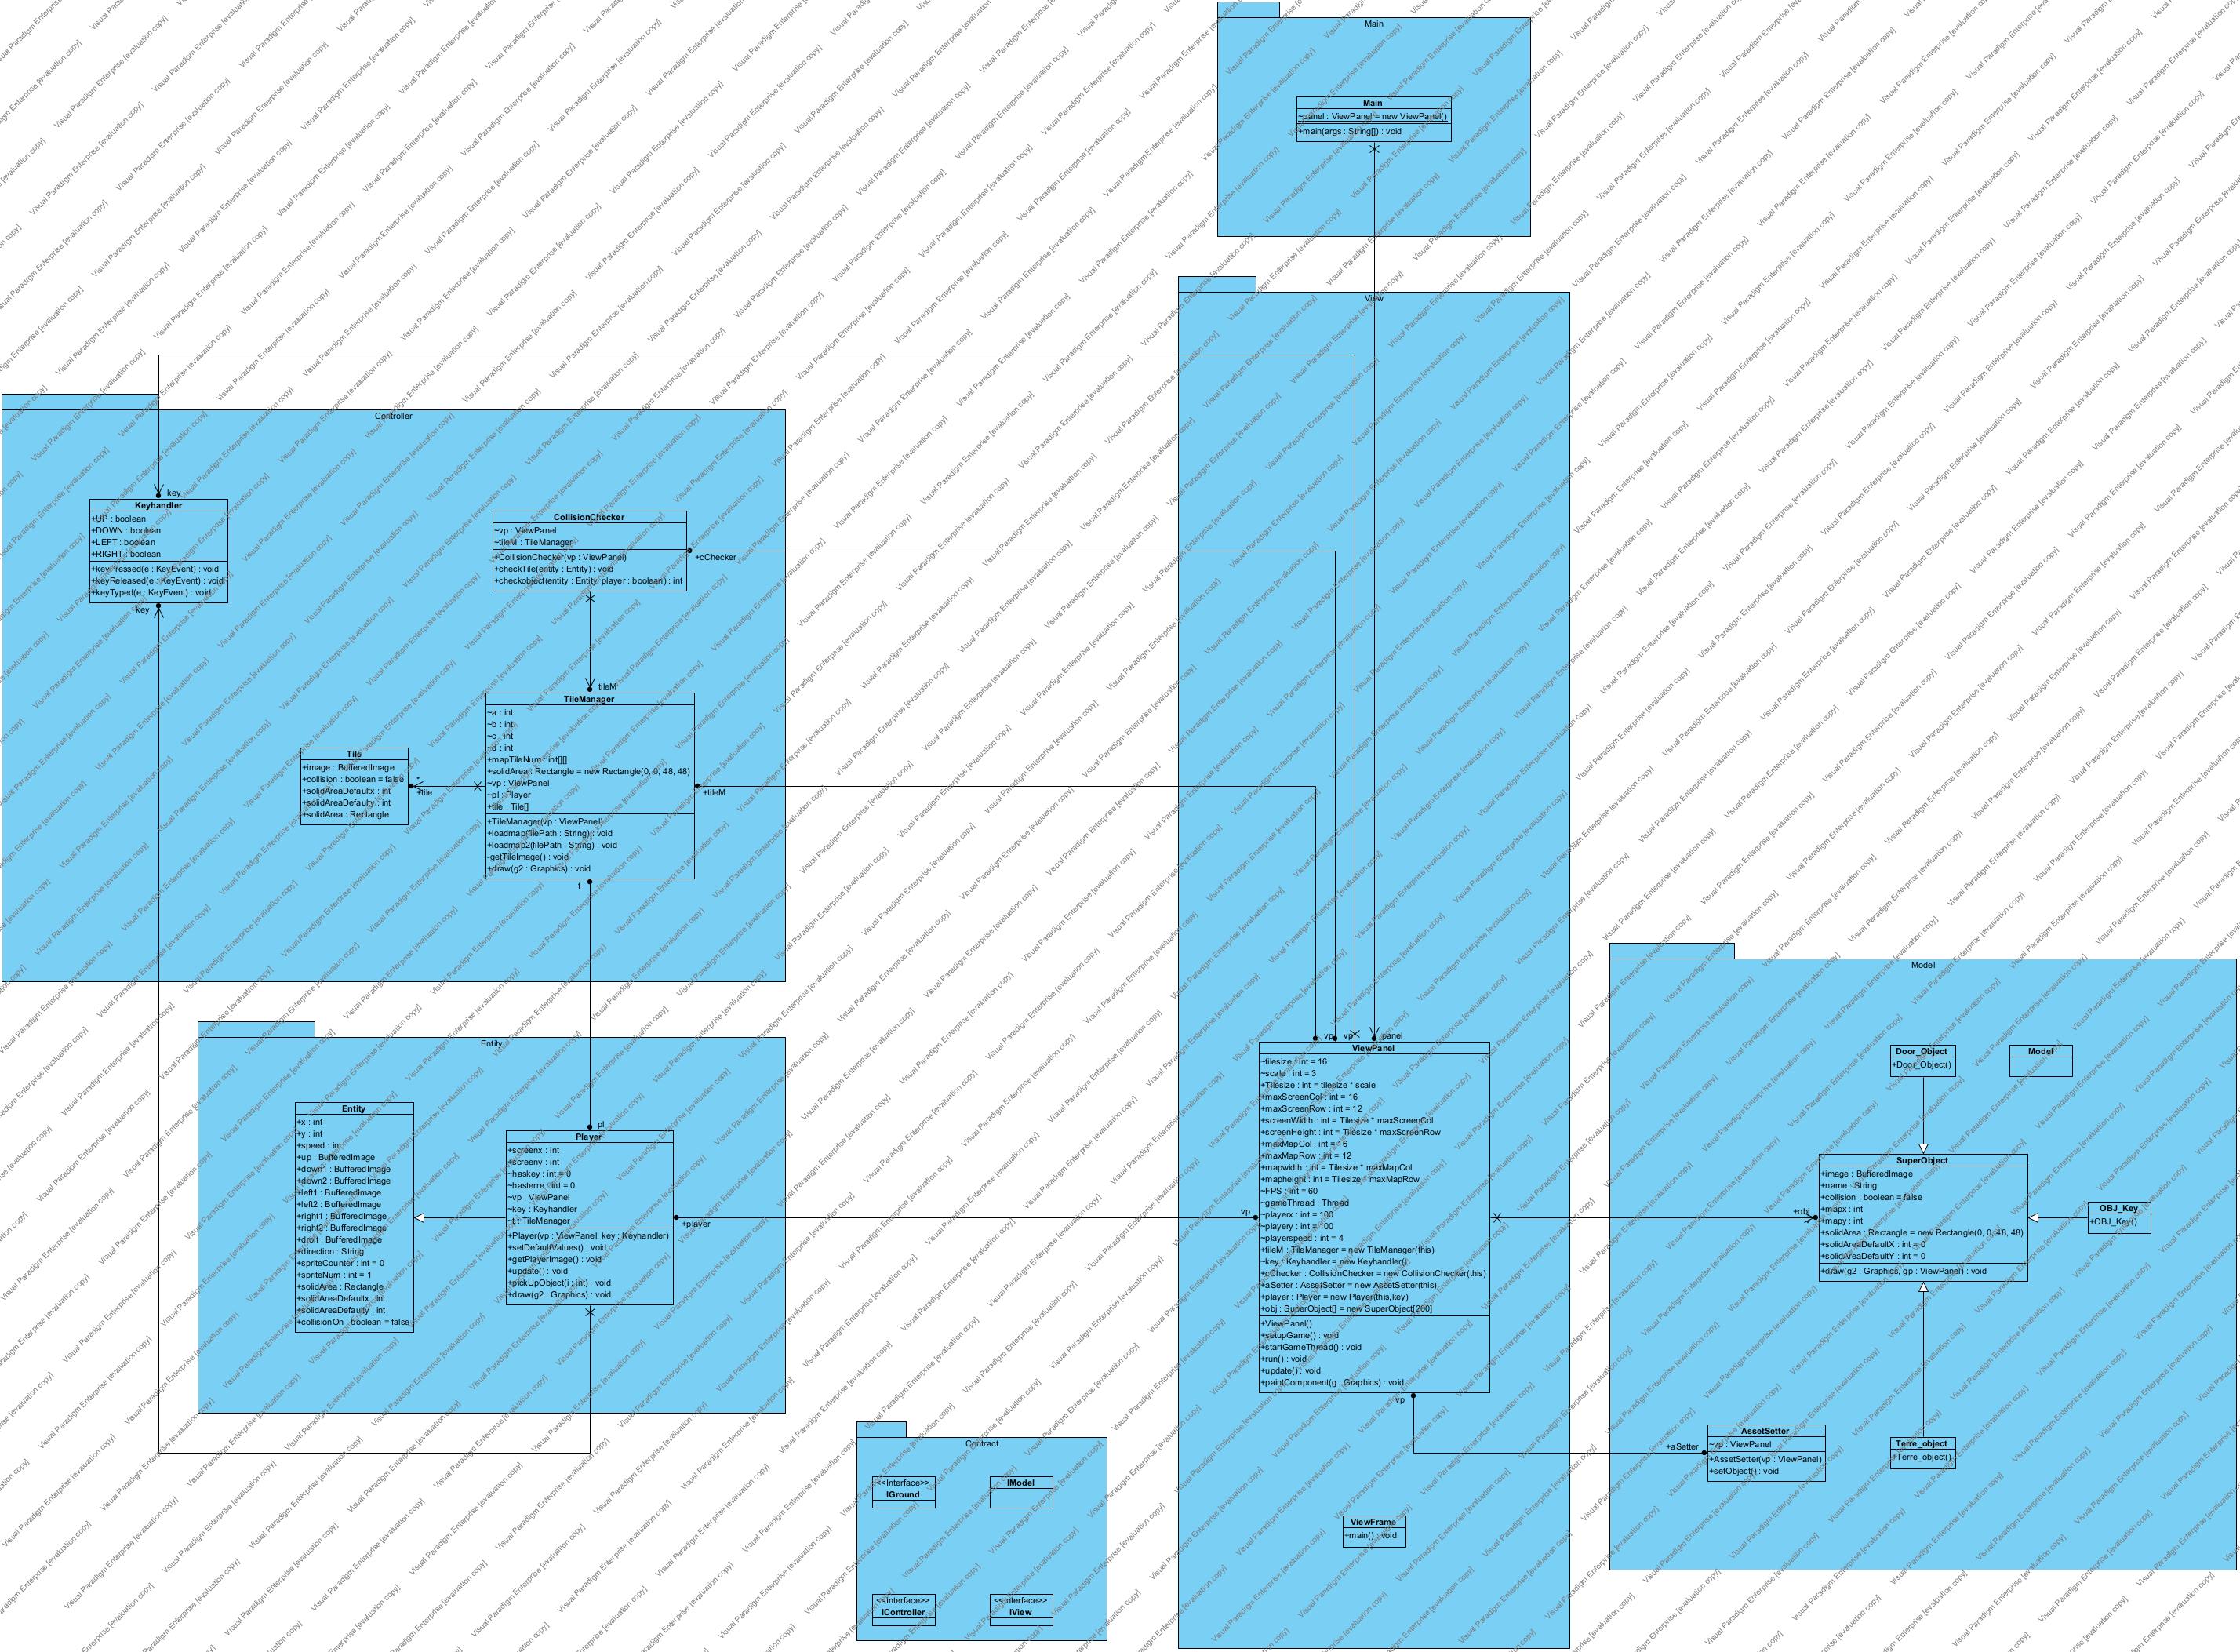 Main
Main
~panel : ViewPanel = new ViewPanel()
+main(args : String[]) : void
View
Controller
key
Keyhandler
+UP : boolean
+DOWN : boolean
+LEFT : boolean
+RIGHT : boolean
+keyPressed(e : KeyEvent) : void
+keyReleased(e : KeyEvent) : void
+keyTyped(e : KeyEvent) : void
key
CollisionChecker
~vp : ViewPanel
~tileM : TileManager
+CollisionChecker(vp : ViewPanel)
+checkTile(entity : Entity) : void
+checkobject(entity : Entity, player : boolean) : int
+cChecker
tileM
TileManager
~a : int
~b : int
~c : int
~d : int
+mapTileNum : int[][]
+solidArea : Rectangle = new Rectangle(0, 0, 48, 48)
~vp : ViewPanel
~pl : Player
+tile : Tile[]
+TileManager(vp : ViewPanel)
+loadmap(filePath : String) : void
+loadmap2(filePath : String) : void
-getTileImage() : void
+draw(g2 : Graphics) : void
+tileM
t
Tile
+image : BufferedImage
+collision : boolean = false
+solidAreaDefaultx : int
+solidAreaDefaulty : int
+solidArea : Rectangle
*
+tile
Entity
Entity
+x : int
+y : int
+speed : int
+up : BufferedImage
+down1 : BufferedImage
+down2 : BufferedImage
+left1 : BufferedImage
+left2 : BufferedImage
+right1 : BufferedImage
+right2 : BufferedImage
+droit : BufferedImage
+direction : String
+spriteCounter : int = 0
+spriteNum : int = 1
+solidArea : Rectangle
+solidAreaDefaultx : int
+solidAreaDefaulty : int
+collisionOn : boolean = false
pl
Player
+screenx : int
+screeny : int
~haskey : int = 0
~hasterre : int = 0
~vp : ViewPanel
~key : Keyhandler
~t : TileManager
+Player(vp : ViewPanel, key : Keyhandler)
+setDefaultValues() : void
+getPlayerImage() : void
+update() : void
+pickUpObject(i : int) : void
+draw(g2 : Graphics) : void
+player
vp
vp
vp
panel
ViewPanel
~tilesize : int = 16
~scale : int = 3
+Tilesize : int = tilesize * scale
+maxScreenCol : int = 16
+maxScreenRow : int = 12
+screenWidth : int = Tilesize * maxScreenCol
+screenHeight : int = Tilesize * maxScreenRow
+maxMapCol : int = 16
+maxMapRow : int = 12
+mapwidth : int = Tilesize * maxMapCol
+mapheight : int = Tilesize * maxMapRow
~FPS : int = 60
~gameThread : Thread
~playerx : int = 100
~playery : int = 100
~playerspeed : int = 4
~tileM : TileManager = new TileManager(this)
~key : Keyhandler = new Keyhandler()
+cChecker : CollisionChecker = new CollisionChecker(this)
+aSetter : AssetSetter = new AssetSetter(this)
+player : Player = new Player(this,key)
+obj : SuperObject[] = new SuperObject[200]
+ViewPanel()
+setupGame() : void
+startGameThread() : void
+run() : void
+update() : void
+paintComponent(g : Graphics) : void
vp
ViewFrame
+main() : void
Model
Door_Object
+Door_Object()
Model
+obj
*
SuperObject
+image : BufferedImage
+name : String
+collision : boolean = false
+mapx : int
+mapy : int
+solidArea : Rectangle = new Rectangle(0, 0, 48, 48)
+solidAreaDefaultX : int = 0
+solidAreaDefaultY : int = 0
+draw(g2 : Graphics, gp : ViewPanel) : void
OBJ_Key
+OBJ_Key()
+aSetter
AssetSetter
~vp : ViewPanel
+AssetSetter(vp : ViewPanel)
+setObject() : void
Terre_object
+Terre_object()
Contract
<<Interface>>
IGround
IModel
<<Interface>>
IController
<<Interface>>
IView
Visual Paradigm Enterprise [evaluation copy]